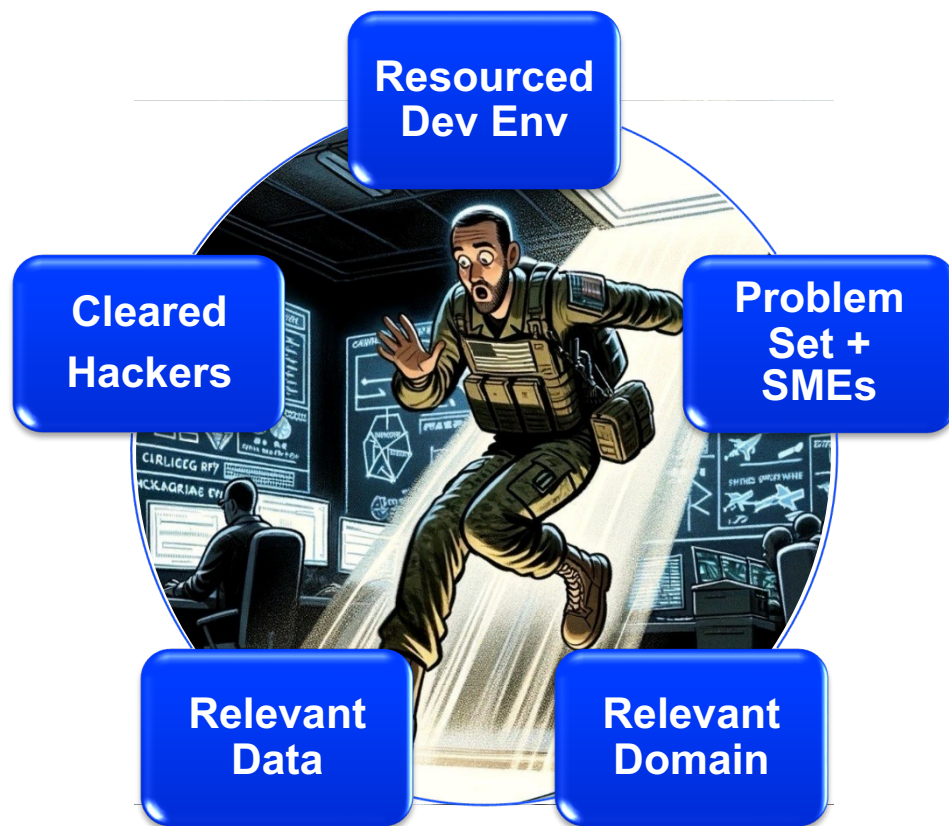 Resourced
Dev Env
Cleared
Hackers
Problem
Set +
SMEs
Relevant
Data
Relevant
Domain